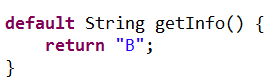 default String getInfo() {
    return "B";
}